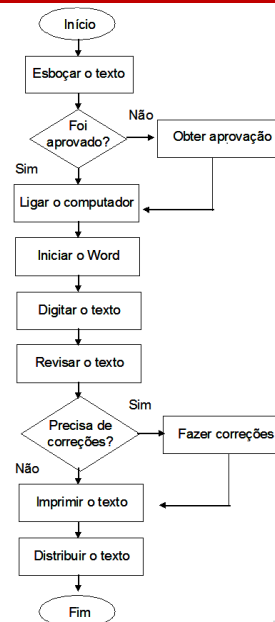 Início
Esboçar o texto
Foi
aprovado?
Não
Obter aprovação
Sim
Ligar o computador
Iniciar o Word
Digitar o texto
Revisar o texto
Precisa de
correções?
Sim
Fazer correções
Não
Imprimir o texto
Distribuir o texto
Fim